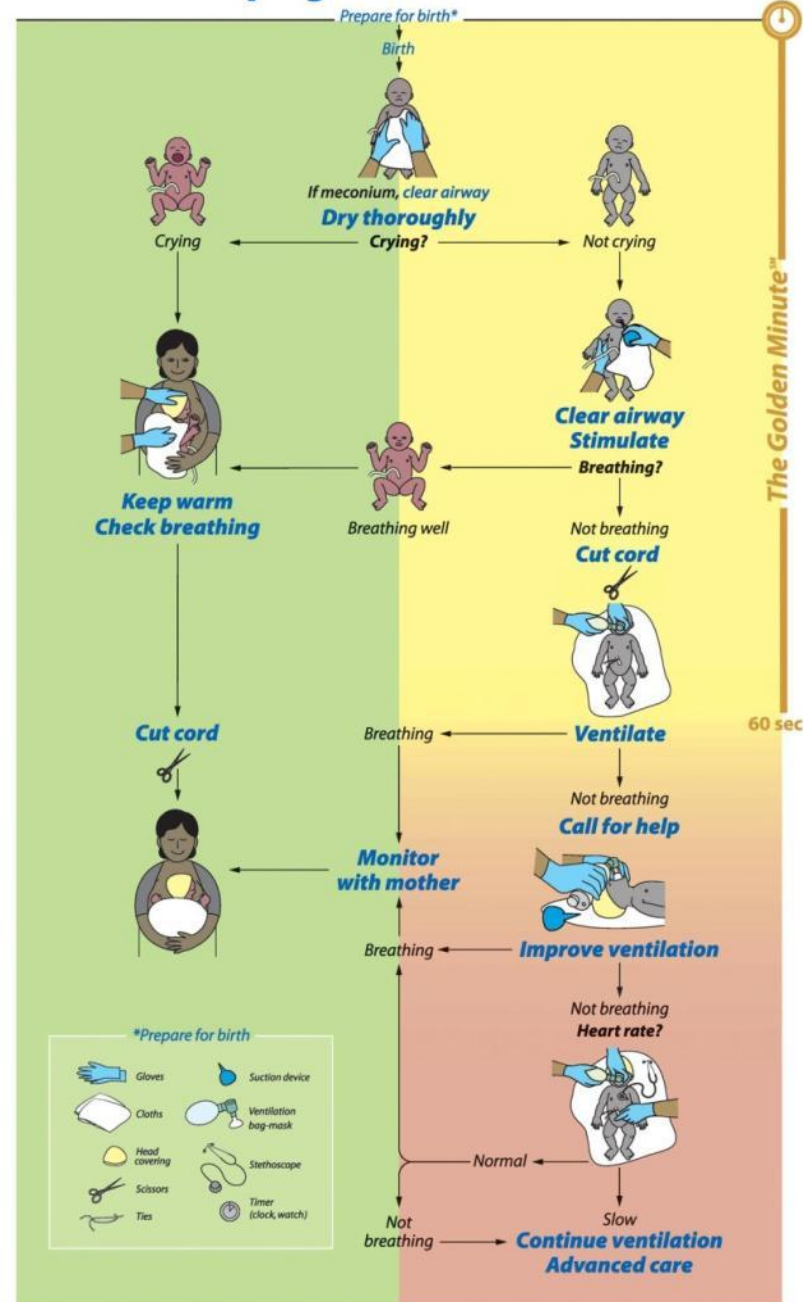 Prepare for birth*
Birth
If meconium, clear airway
Dry thoroughly
Crying
Crying?
Not crying
Clear airway
Stimulate
Breathing?
The Golden Minute℠
Keep warm
Check breathing
Breathing well
Not breathing
Cut cord
60 sec
Cut cord
Breathing
Ventilate
Not breathing
Call for help
Monitor
with mother
Breathing
Improve ventilation
Not breathing
Heart rate?
*Prepare for birth
Gloves
Suction device
Cloths
Ventilation
bag-mask
Head
covering
Stethoscope
Scissors
Ties
Timer
(clock, watch)
Normal
Not
breathing
Slow
Continue ventilation
Advanced care